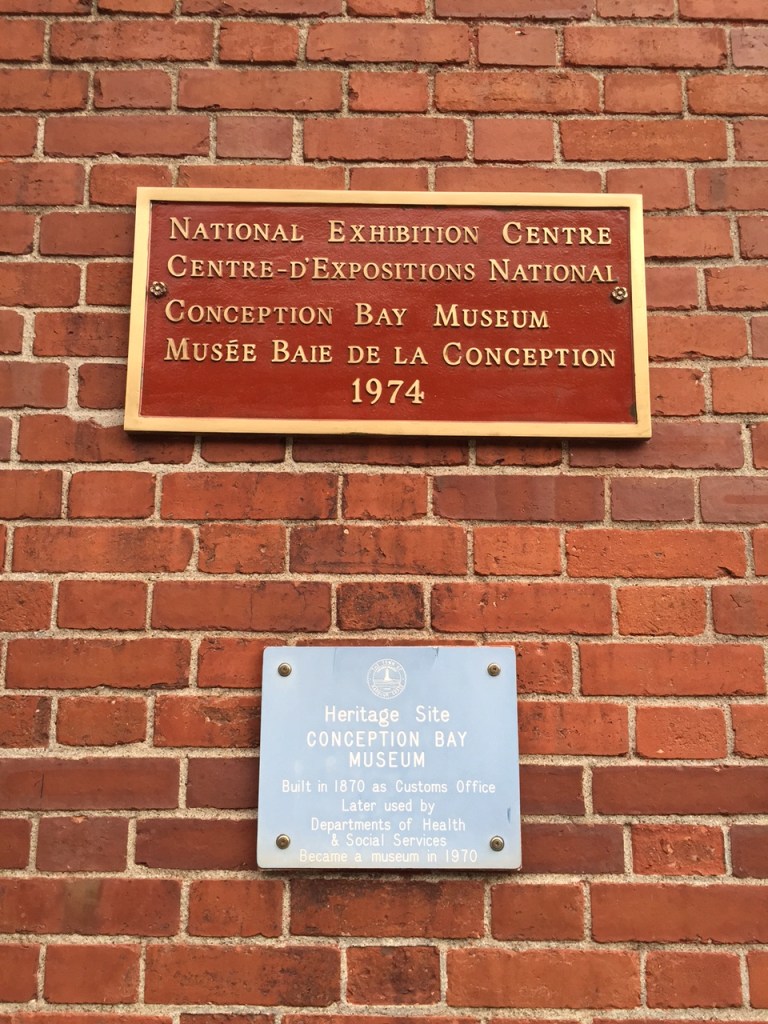 National Exhibition Centre
Centre-d'Expositions National
Conception Bay Museum
Musée Baie de la Conception
1974
Heritage Site
CONCEPTION BAY
MUSEUM
Built in 1870 as Customs Office
Later used by
Departments of Health
& Social Services
Became a museum in 1970